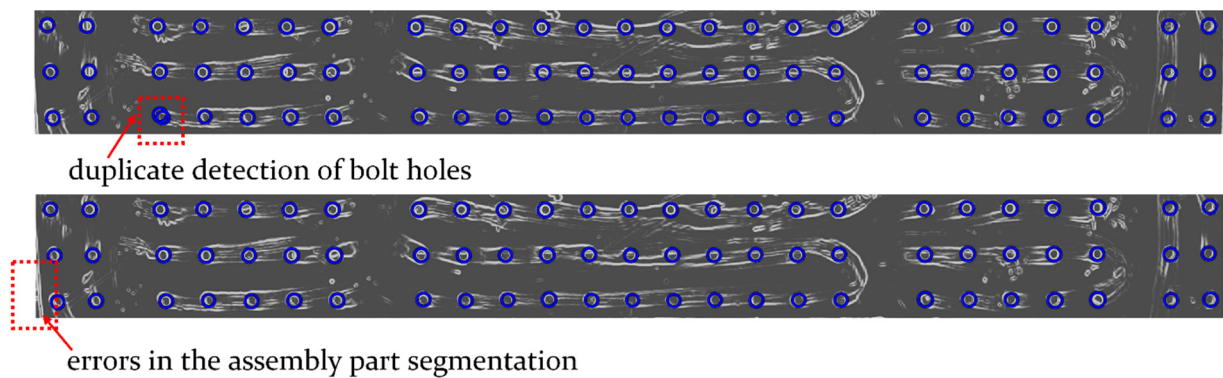 duplicate detection of bolt holes
errors in the assembly part segmentation